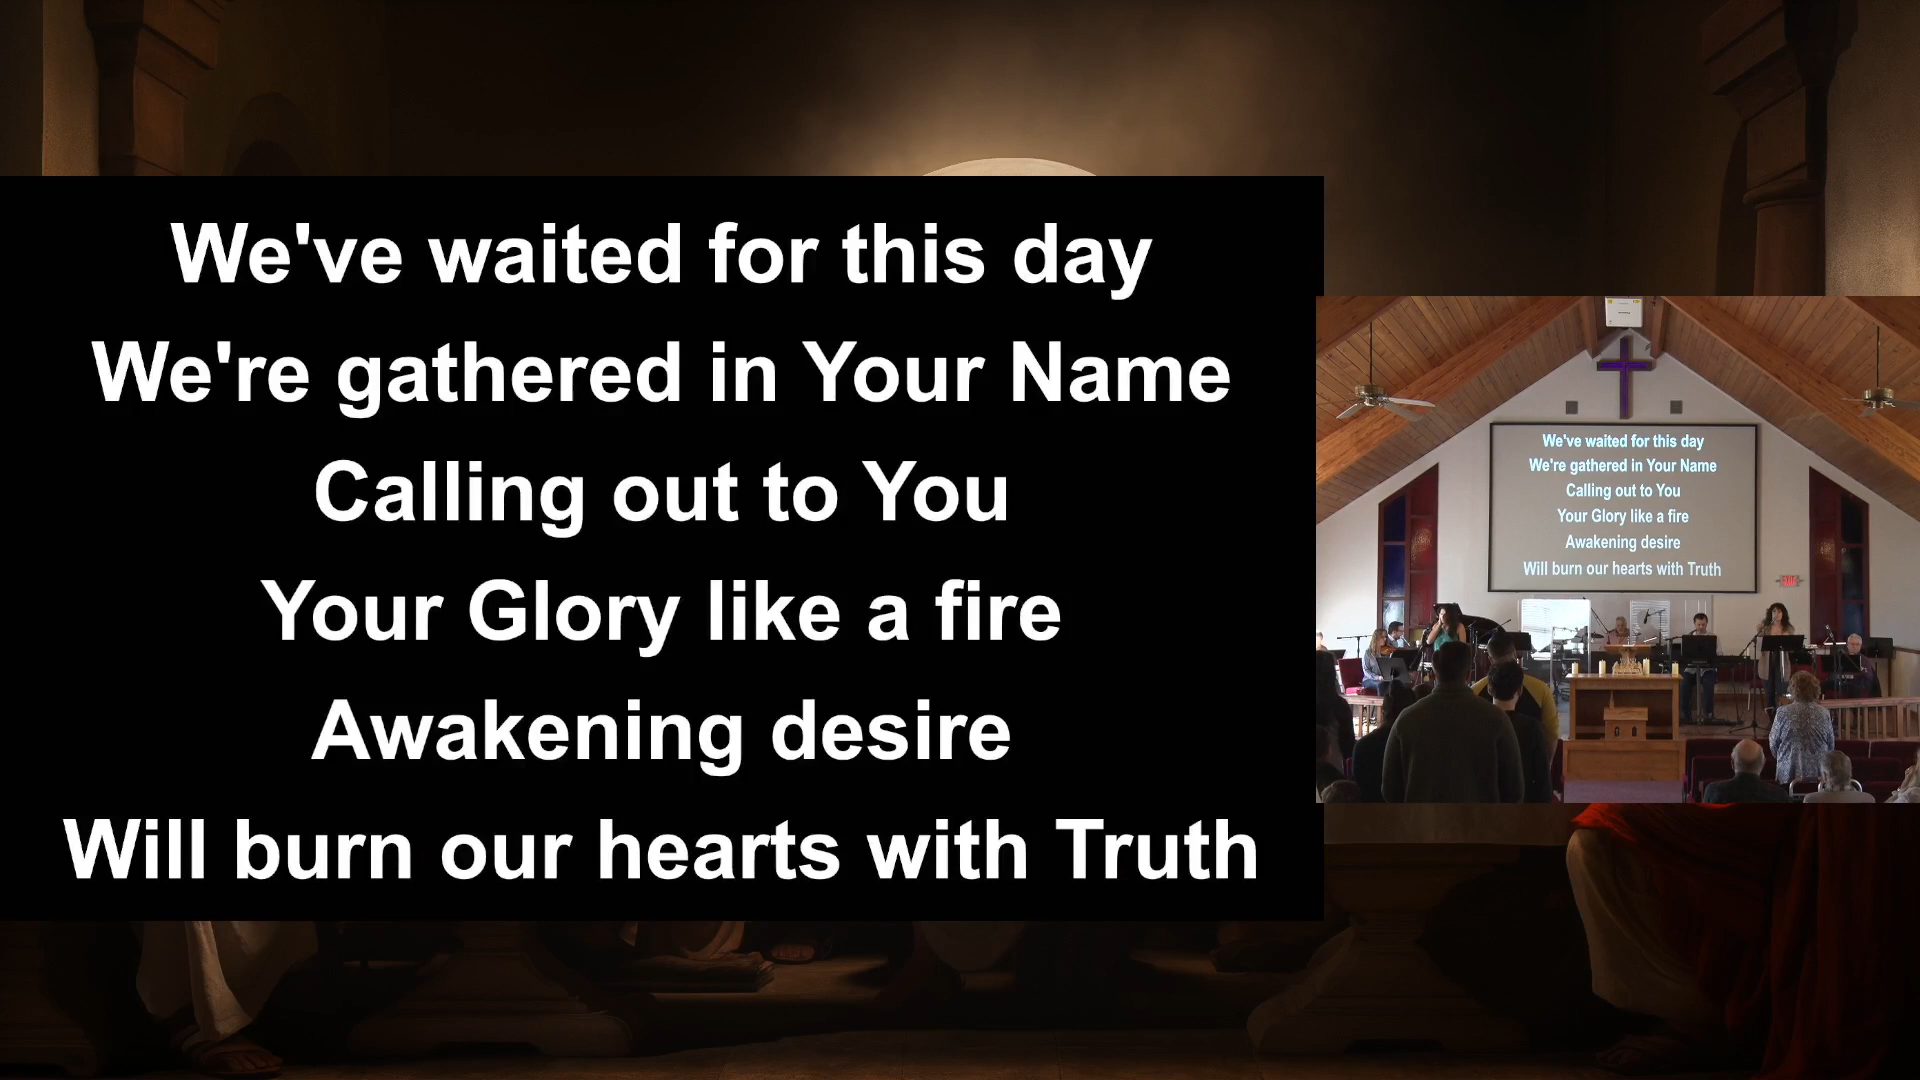 We've waited for this day
We're gathered in Your Name
Calling out to You
Your Glory like a fire
Awakening desire
Will burn our hearts with Truth
We've waited for this day
We're gathered in Your Name
Calling out to You
Your Glory like a fire
Awakening desire
Will burn our hearts with Truth